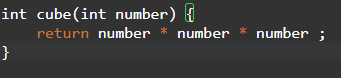 int cube(int number) {
    return number * number * number ;
}